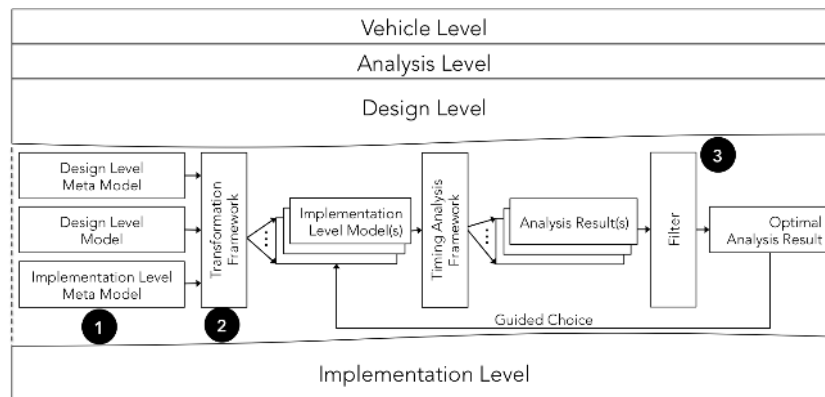 Vehicle Level
Analysis Level
Design Level
3
Design Level
Meta Model
Design Level
Model
Implementation Level
Meta Model
1
Transformation
Framework
2
Implementation
Level Model(s)
Timing Analysis
Framework
Analysis Result(s)
Filter
Optimal
Analysis Result
Guided Choice
Implementation Level